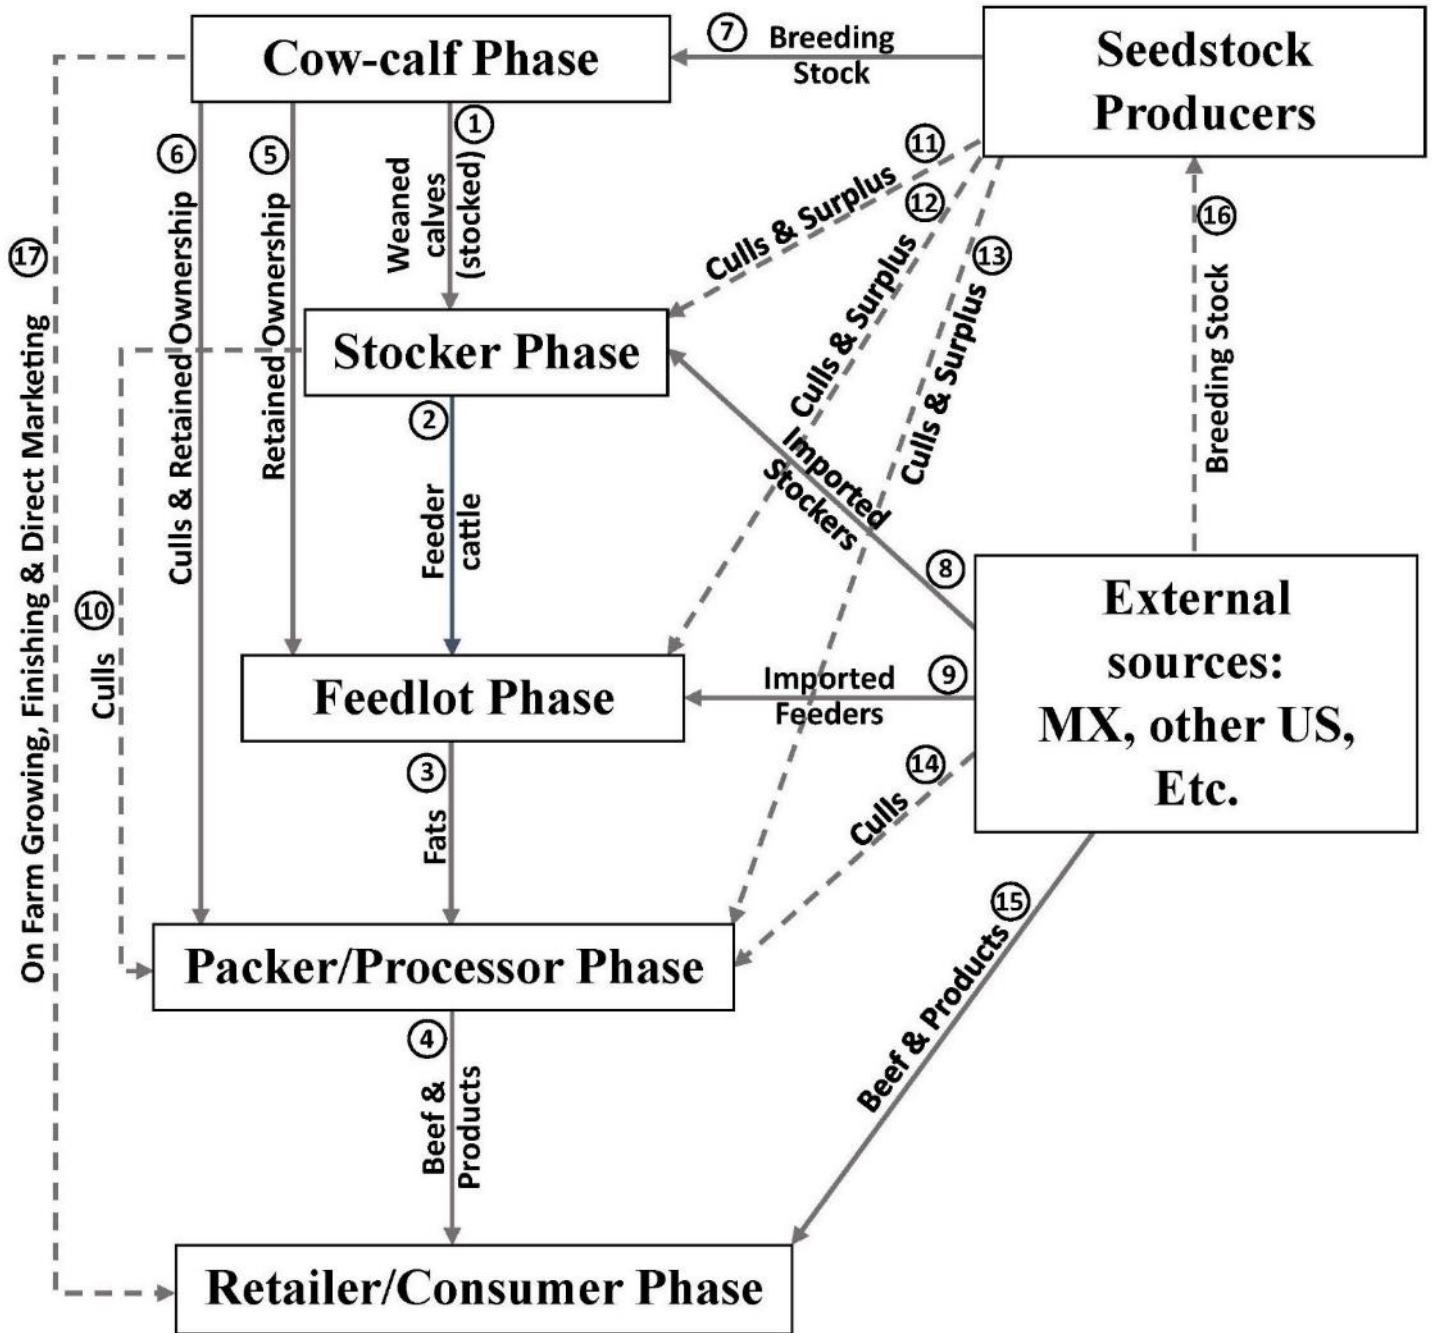 Cow-calf Phase
7
Breeding
Stock
Seedstock
Producers
6
Culls & Retained Ownership
5
Retained Ownership
1
Weaned
calves
(stocked)
11
Culls & Surplus
12
Culls & Surplus
13
Culls & Surplus
16
Breeding Stock
17
On Farm Growing, Finishing & Direct Marketing
Stocker Phase
2
Feeder
cattle
Imported
Stockers
8
10
Culls
External
sources:
MX, other US,
Etc.
Feedlot Phase
Imported
Feeders
9
3
Fats
14
Culls
15
Beef & Products
Packer/Processor Phase
4
Beef &
Products
Retailer/Consumer Phase